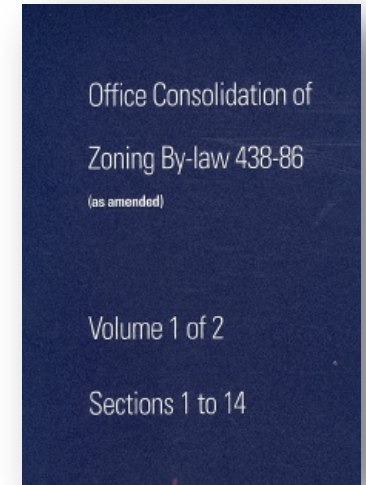 Office Consolidation of
Zoning By-law 438-86
(as amended)
Volume 1 of 2
Sections 1 to 14